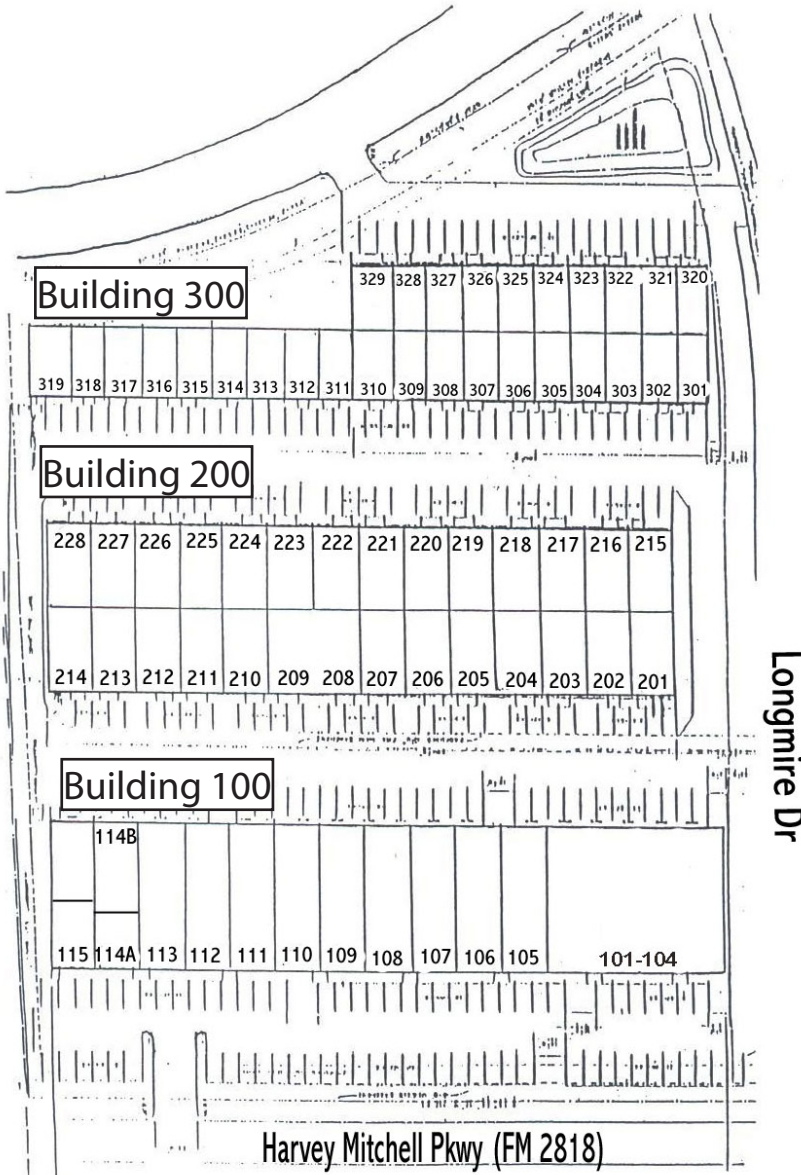 Building 300
329 328 327 326 325 324 323 322 321 320
319 318 317 316 315 314 313 312 311 310 309 308 307 306 305 304 303 302 301
Building 200
228 227 226 225 224 223 222 221 220 219 218 217 216 215
214 213 212 211 210 209 208 207 206 205 204 203 202 201
Longmire Dr
Building 100
114B
115 114A 113 112 111 110 109 108 107 106 105 101-104
Harvey Mitchell Pkwy (FM 2818)